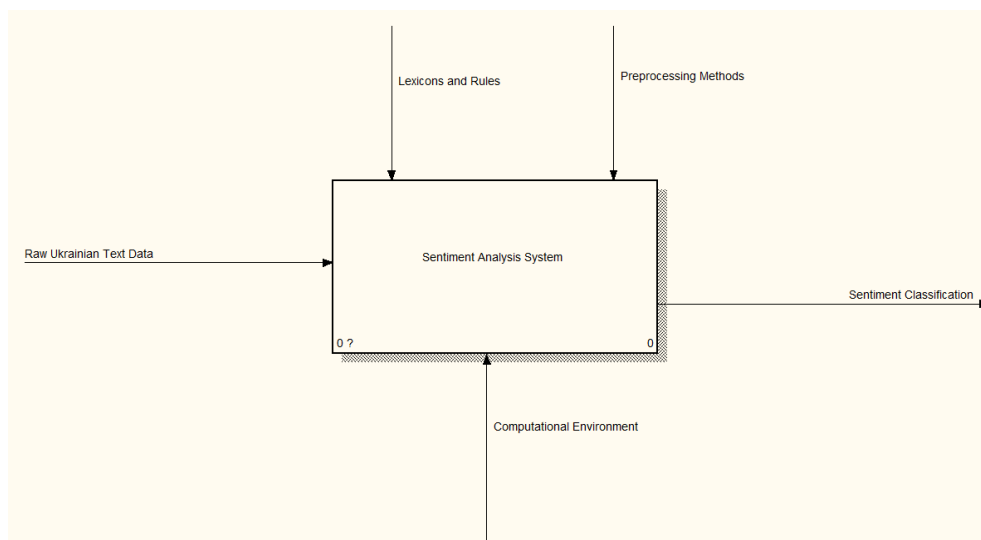 Lexicons and Rules
Preprocessing Methods
Raw Ukrainian Text Data
Sentiment Analysis System
Sentiment Classification
0 ?
0
Computational Environment